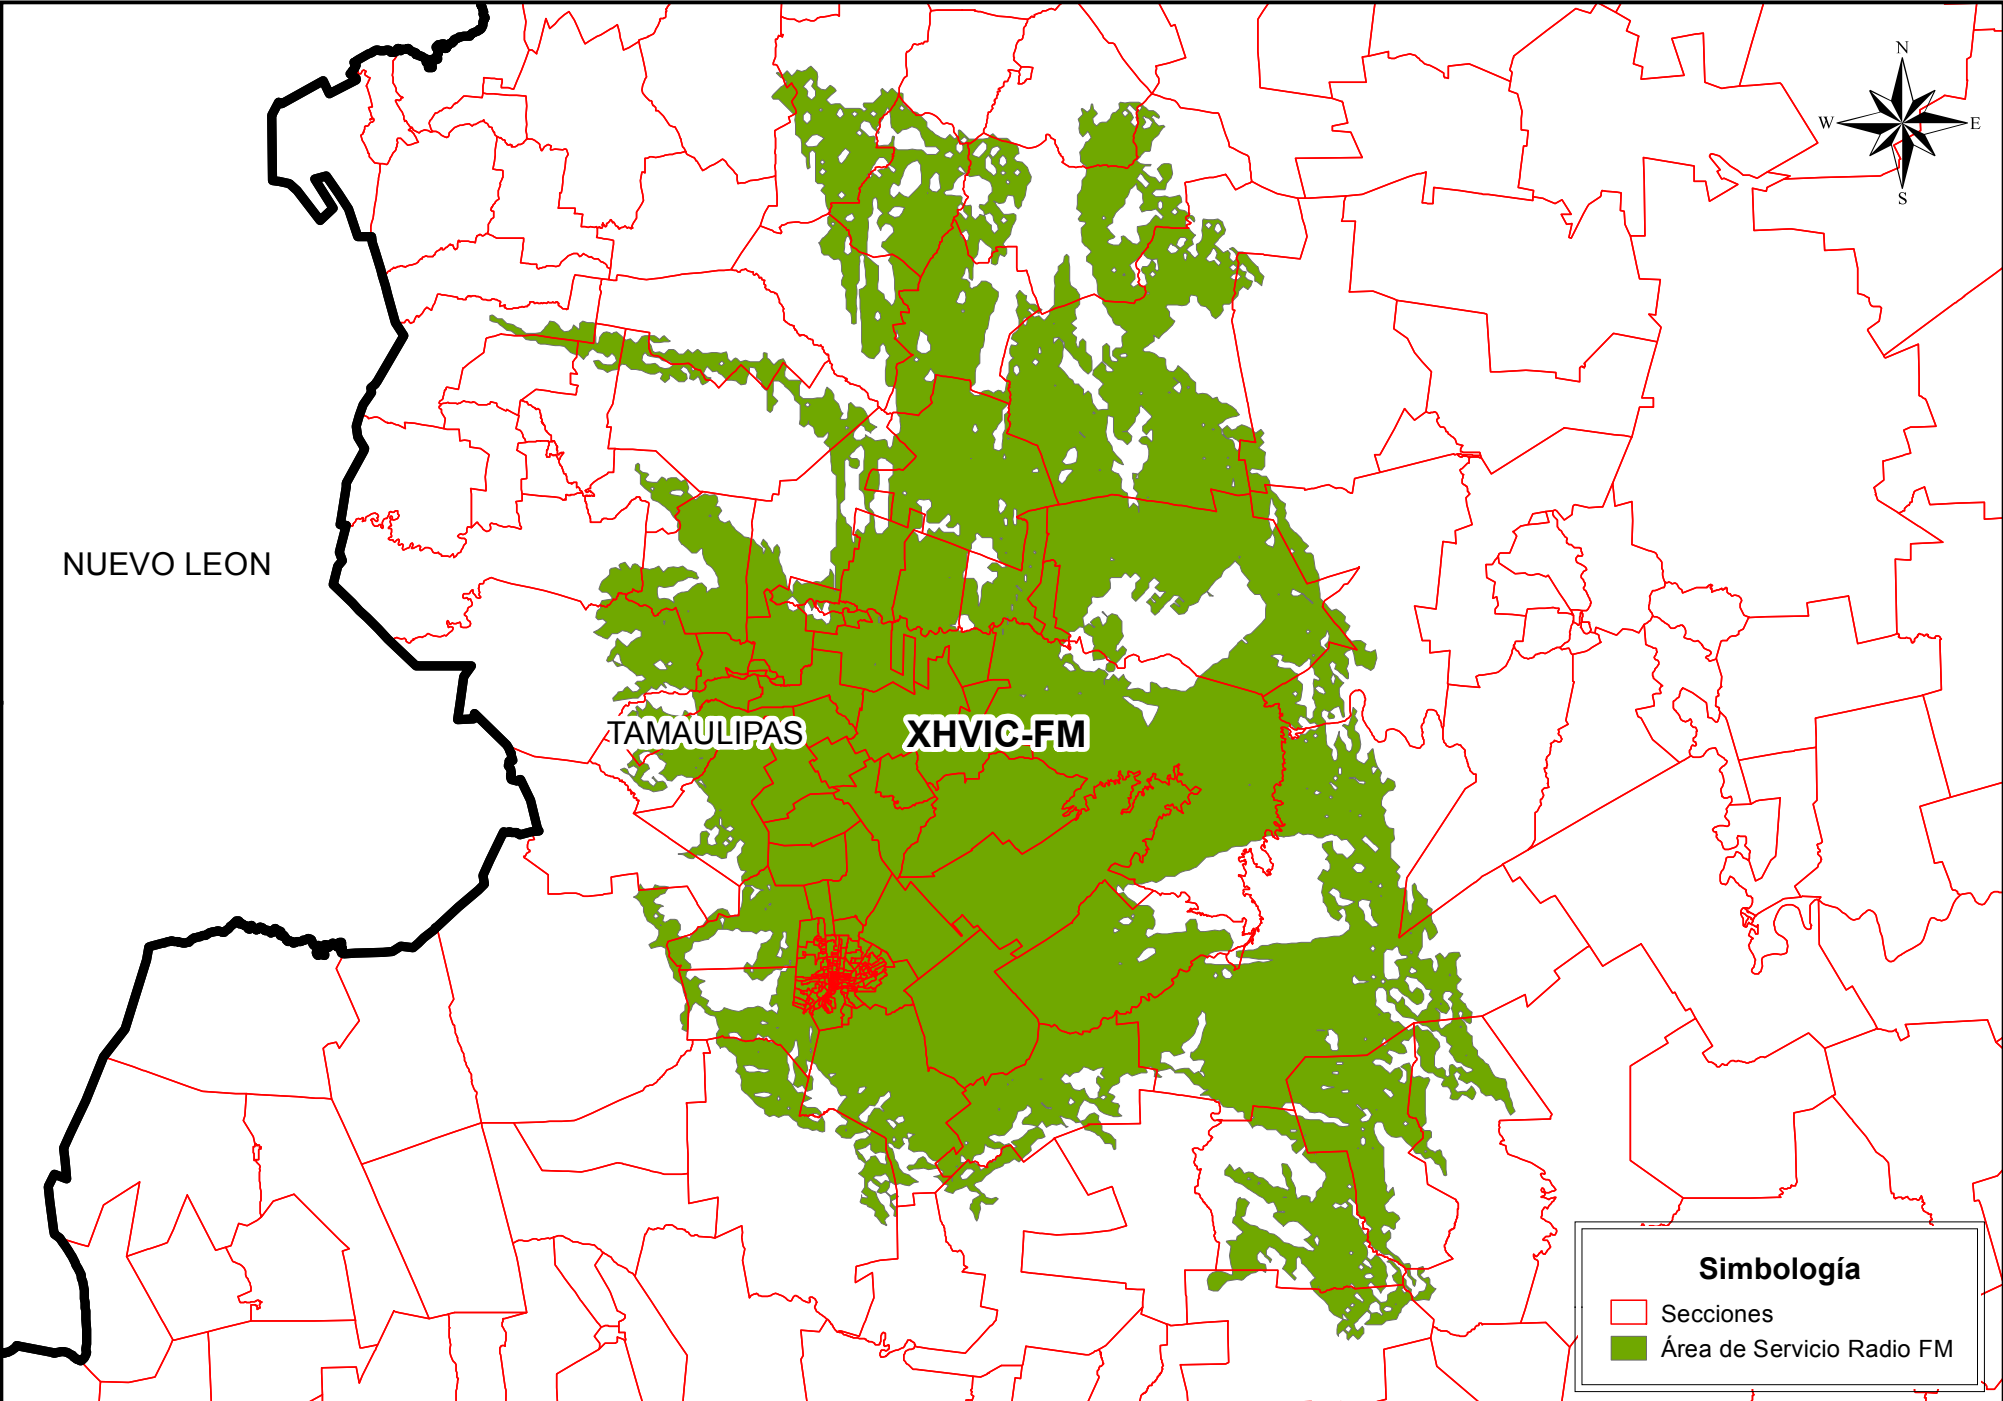 N
W E
S
NUEVO LEON
TAMAULIPAS
XHVIC-FM
Simbología
Secciones
Área de Servicio Radio FM